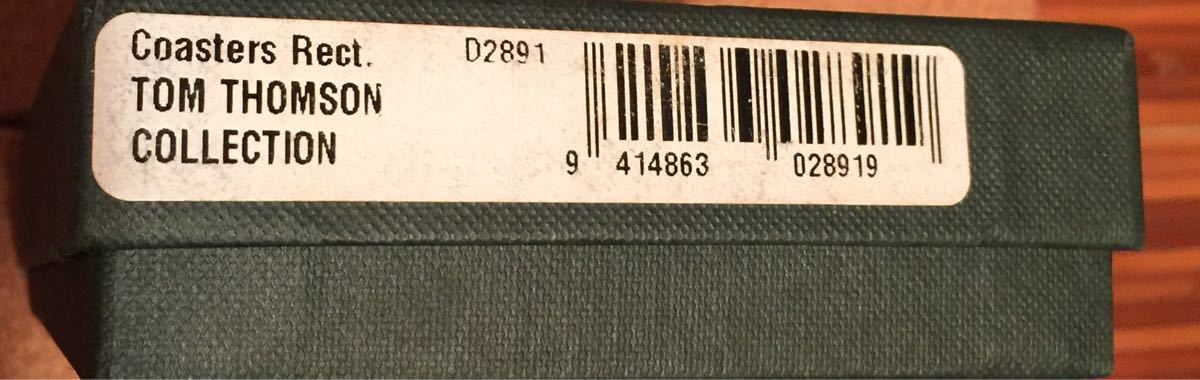 Coasters Rect. D2891
TOM THOMSON
COLLECTION
9 414863 028919